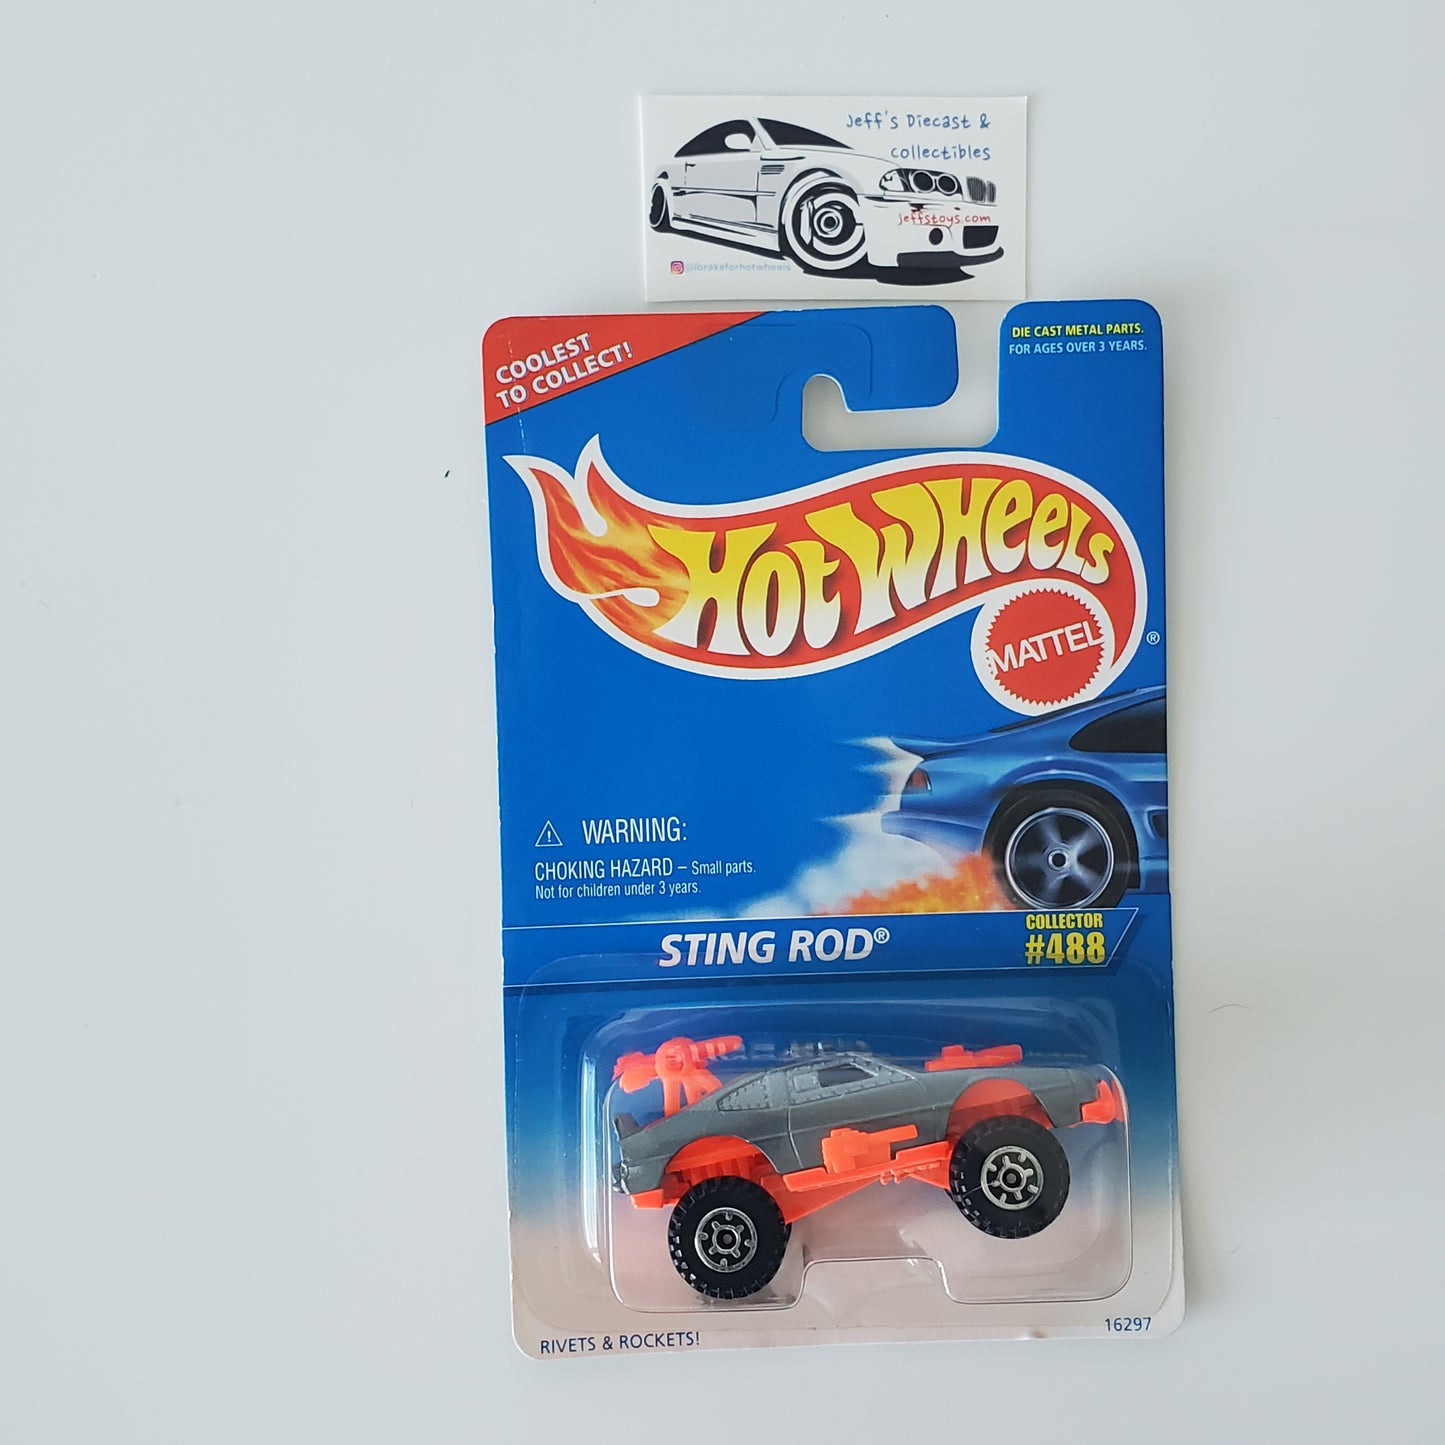 Jeff's Diecast &
collectibles
jeffstoys.com
@ibrakeforhotwheels
COOLEST
TO COLLECT!
DIE CAST METAL PARTS.
FOR AGES OVER 3 YEARS.
HOT WHEELS
MATTEL
®
WARNING:
CHOKING HAZARD – Small parts.
Not for children under 3 years.
STING ROD®
COLLECTOR
#488
RIVETS & ROCKETS!
16297